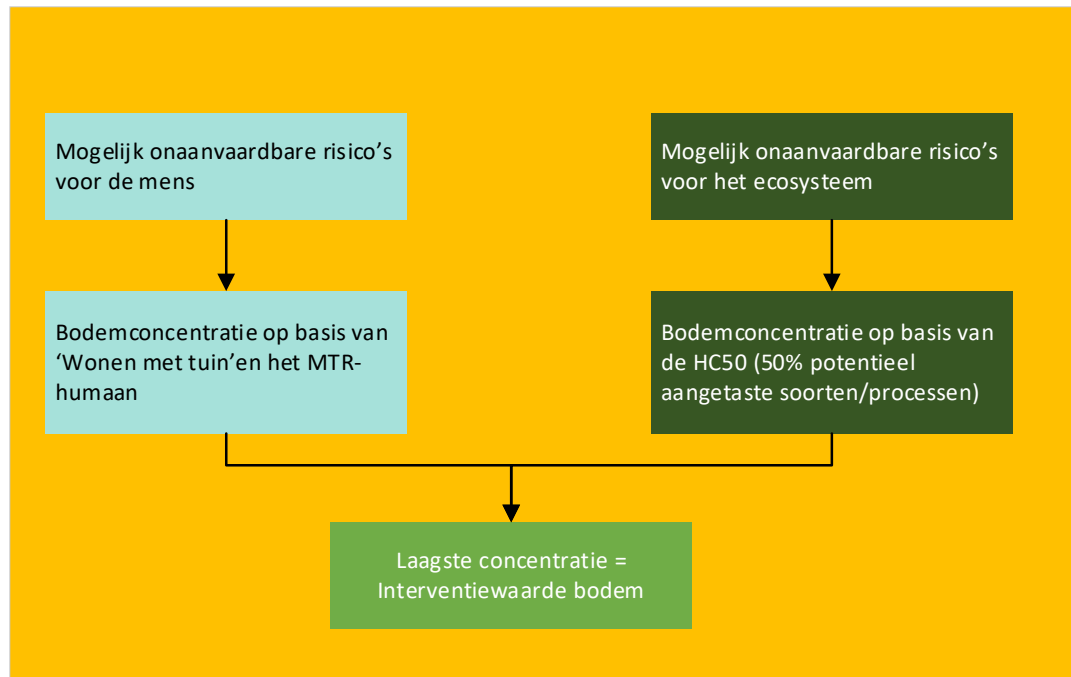 Mogelijk onaanvaardbare risico’s
voor de mens
Mogelijk onaanvaardbare risico’s
voor het ecosysteem
Bodemconcentratie op basis van
‘Wonen met tuin’en het MTR-
humaan
Bodemconcentratie op basis van
de HC50 (50% potentieel
aangetaste soorten/processen)
Laagste concentratie =
Interventiewaarde bodem